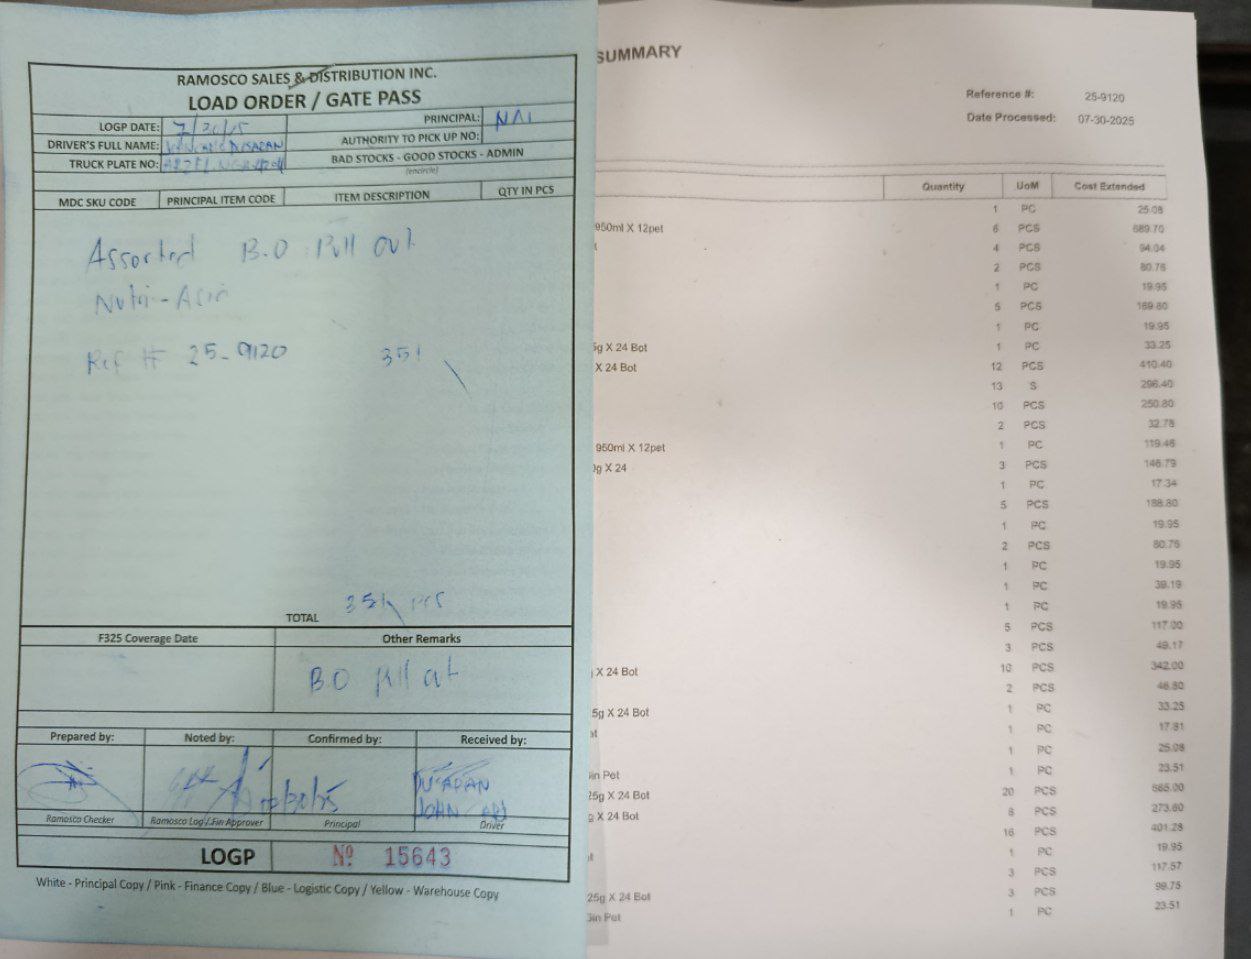 RAMOSCO SALES & DISTRIBUTION INC.
LOAD ORDER / GATE PASS
LOGP DATE:
PRINCIPAL: NAI
DRIVER'S FULL NAME:
AUTHORITY TO PICK UP NO:
TRUCK PLATE NO:
BAD STOCKS - GOOD STOCKS - ADMIN
(encircle)
MDC SKU CODE PRINCIPAL ITEM CODE ITEM DESCRIPTION QTY IN PCS
Assorted B.O Pull out
Nutri-Asia
Ref # 25-9120 351
TOTAL 351 pcs
F325 Coverage Date Other Remarks
BO pull out
Prepared by: Noted by: Confirmed by: Received by:
DUSARAN
JOHN
Ramosco Checker Ramosco Log / Fin Approver Principal Driver
LOGP Nº 15643
White - Principal Copy / Pink - Finance Copy / Blue - Logistic Copy / Yellow - Warehouse Copy
SUMMARY
Reference #: 25-9120
Date Processed: 07-30-2025
Quantity UoM Cost Extended
1 PC 25.08
950ml X 12pet 6 PCS 689.70
4 PCS 94.04
2 PCS 80.76
1 PC 19.95
5 PCS 169.80
1 PC 19.95
5g X 24 Bot 1 PC 33.25
X 24 Bot 12 PCS 410.40
13 S 296.40
10 PCS 250.80
2 PCS 32.78
950ml X 12pet 1 PC 119.46
0g X 24 3 PCS 146.79
1 PC 17.34
5 PCS 188.80
1 PC 19.95
2 PCS 80.76
1 PC 19.95
1 PC 39.19
1 PC 19.95
5 PCS 117.00
3 PCS 49.17
X 24 Bot 10 PCS 342.00
2 PCS 46.80
5g X 24 Bot 1 PC 33.25
1 PC 17.81
1 PC 25.08
Gin Pet 1 PC 23.51
25g X 24 Bot 20 PCS 665.00
g X 24 Bot 8 PCS 273.60
16 PCS 401.28
1 PC 19.95
3 PCS 117.57
25g X 24 Bot 3 PCS 99.75
Gin Pet 1 PC 23.51